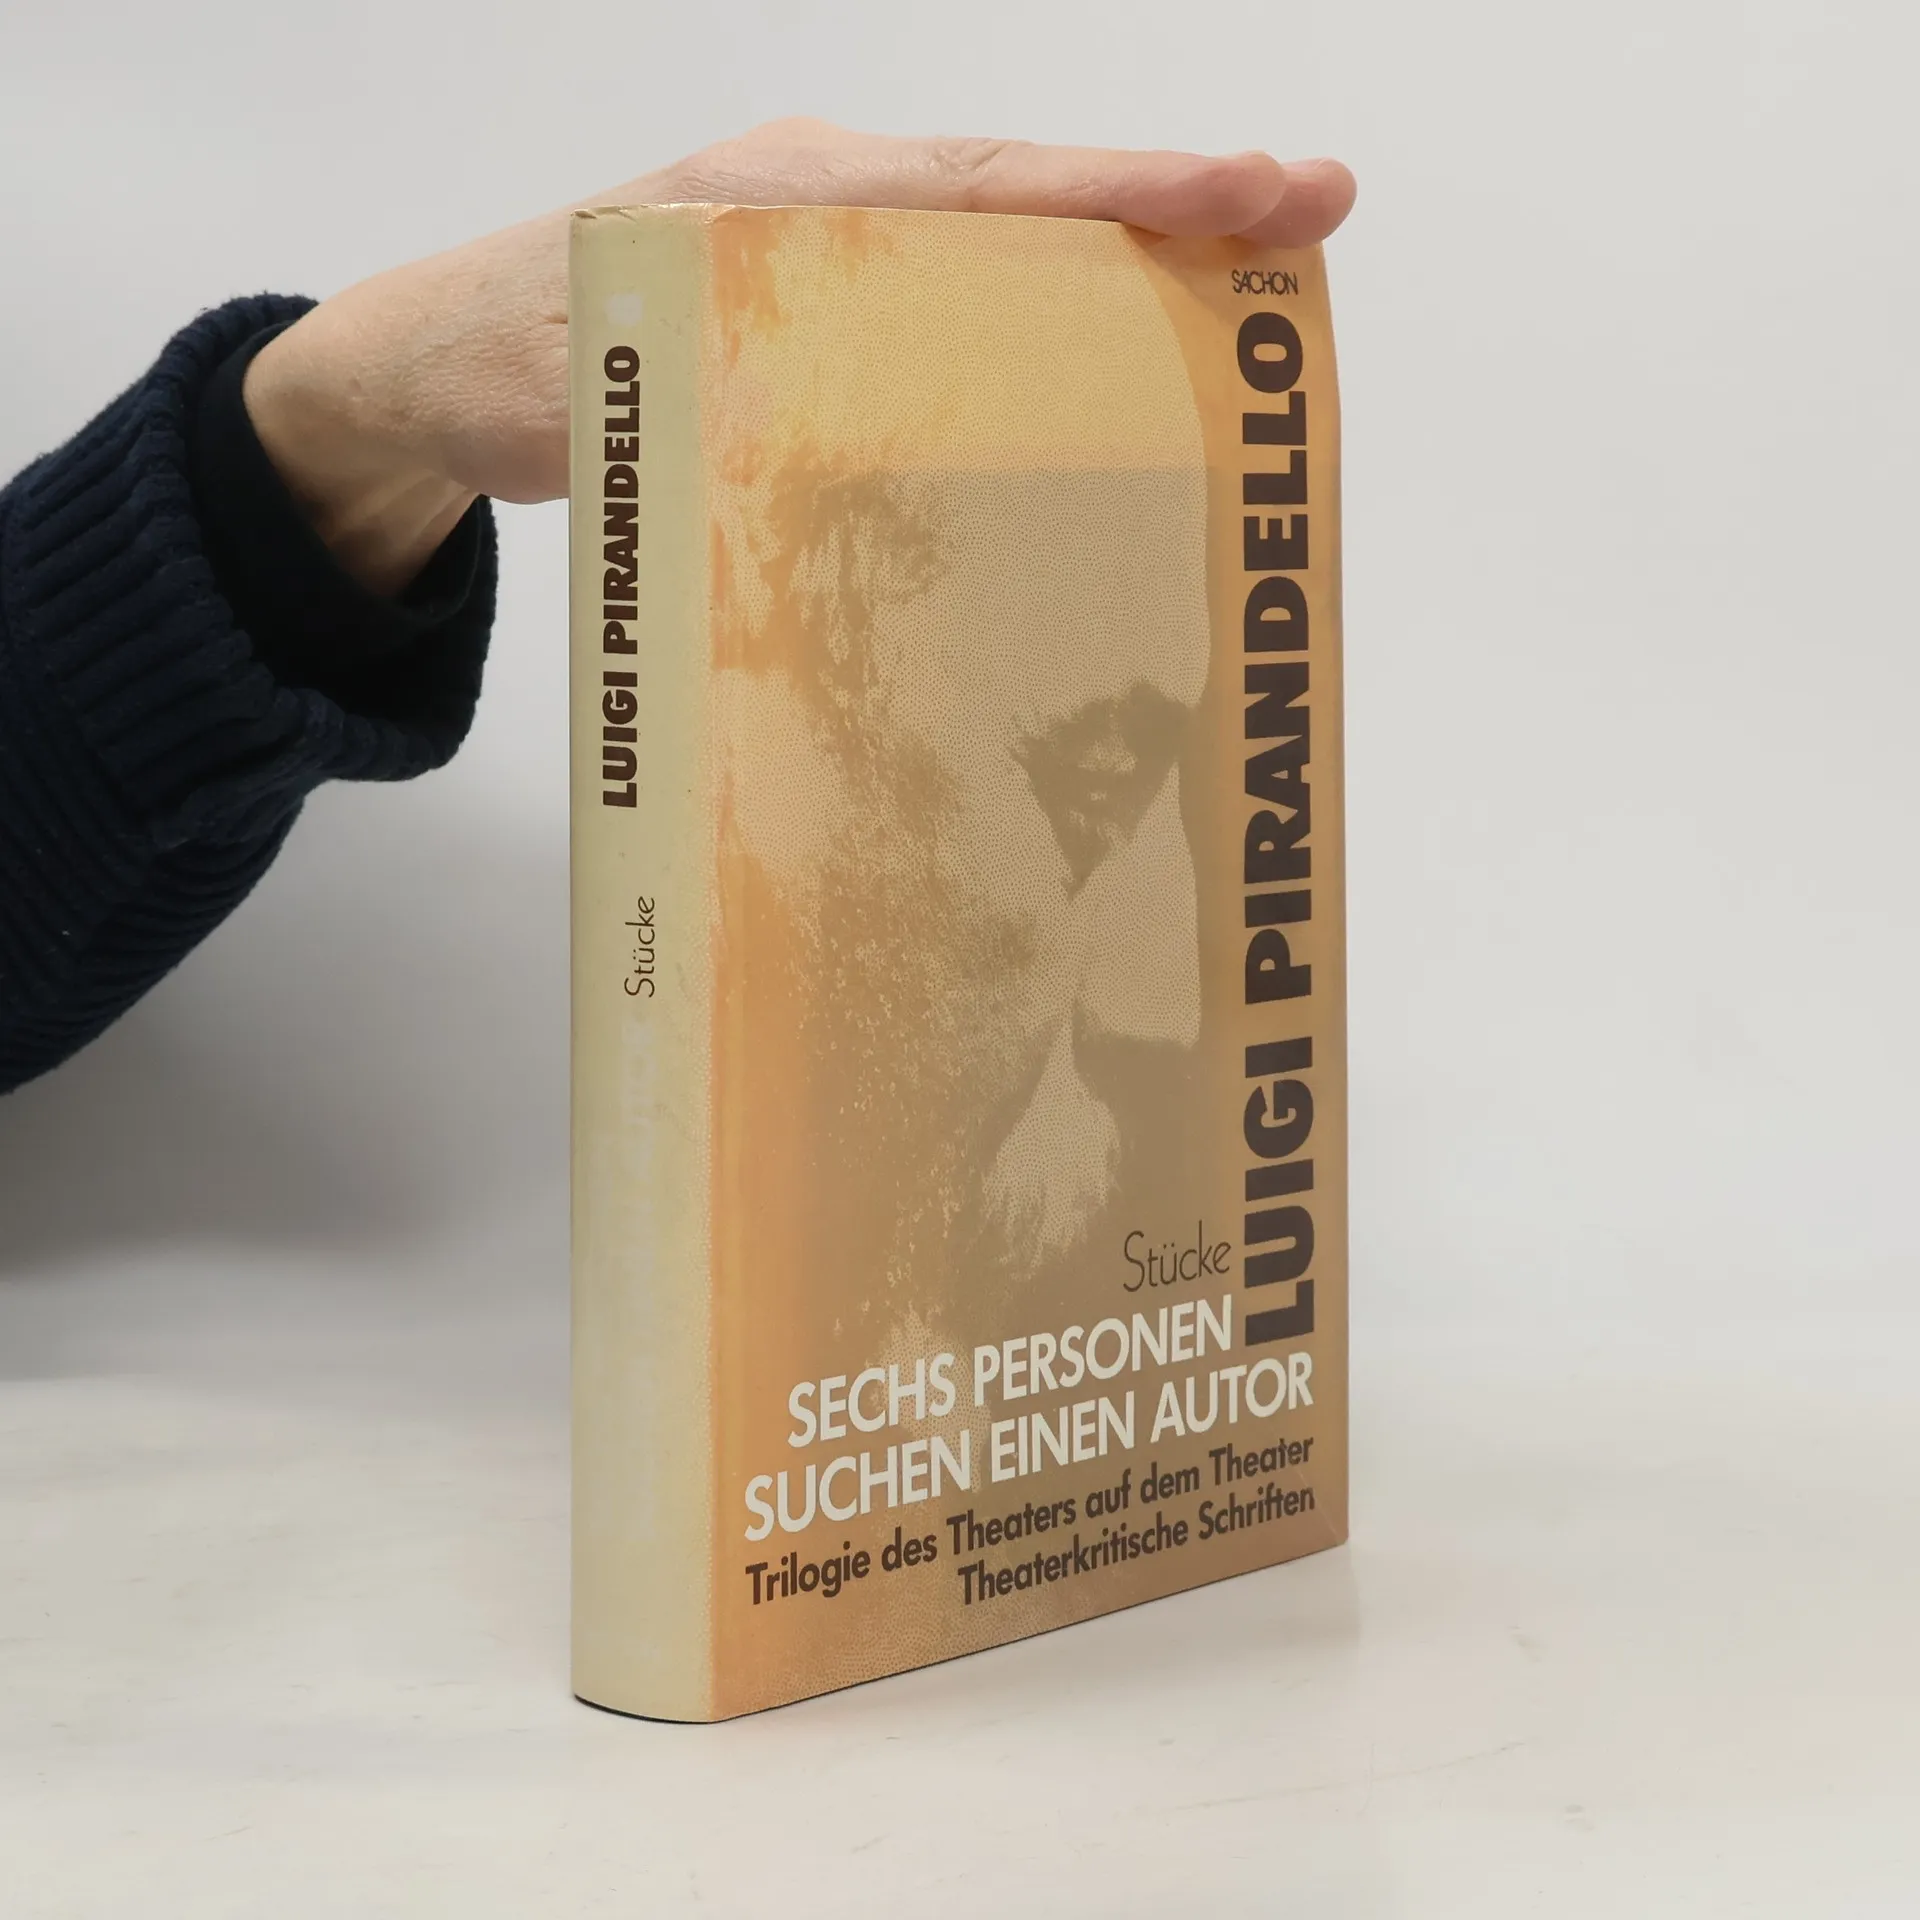 LUIGI PIRANDELLO
Stücke
SACHON
LUIGI PIRANDELLO
Stücke
SECHS PERSONEN
SUCHEN EINEN AUTOR
Trilogie des Theaters auf dem Theater
Theaterkritische Schriften